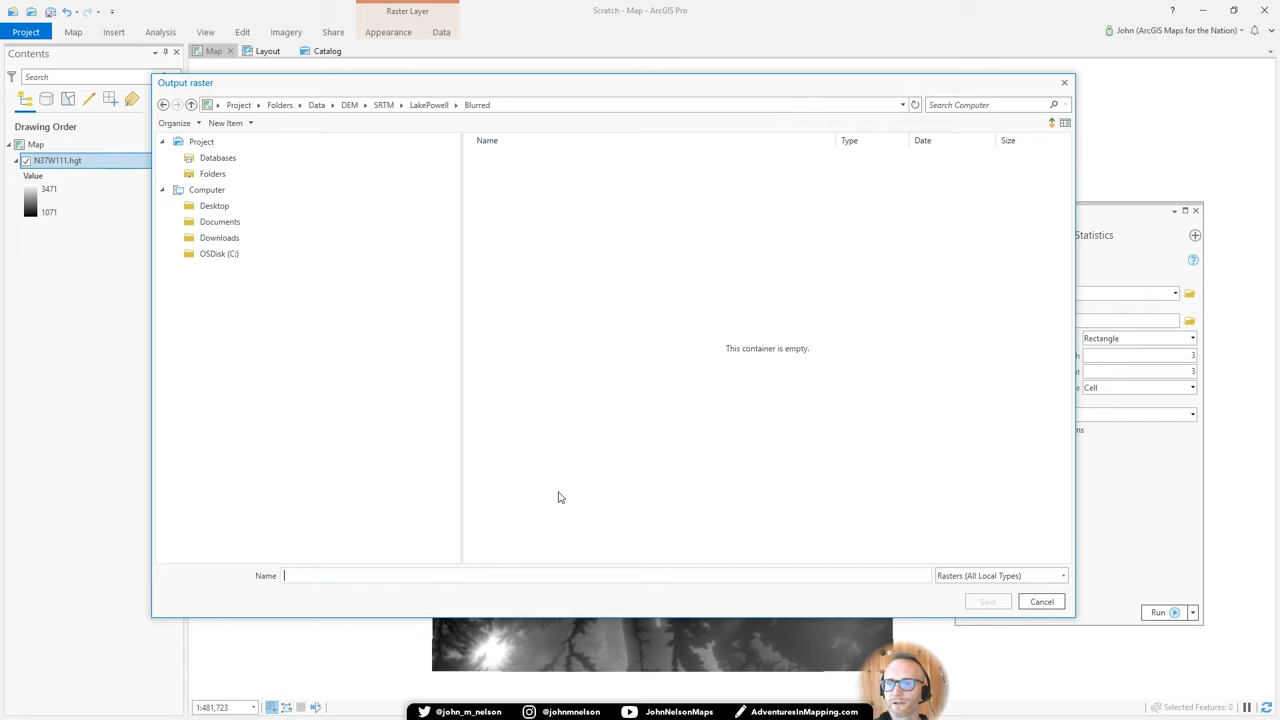 Raster Layer
Scratch - Map - ArcGIS Pro
Project Map Insert Analysis View Edit Imagery Share Appearance Data
John (ArcGIS Maps for the Nation)
Contents
Map Layout Catalog
Search
Drawing Order
Map
N37W111.hgt
Value
3471
1071
Output raster
Project Folders Data DEM SRTM LakePowell Blurred
Search Computer
Organize New Item
Project
Databases
Folders
Computer
Desktop
Documents
Downloads
OSDisk (C:)
Name Type Date Size
This container is empty.
Name
Rasters (All Local Types)
Save Cancel
Statistics
Rectangle
3
3
Cell
Run
1:481,723
Selected Features: 0
@john_m_nelson @johnmnelson JohnNelsonMaps AdventuresInMapping.com